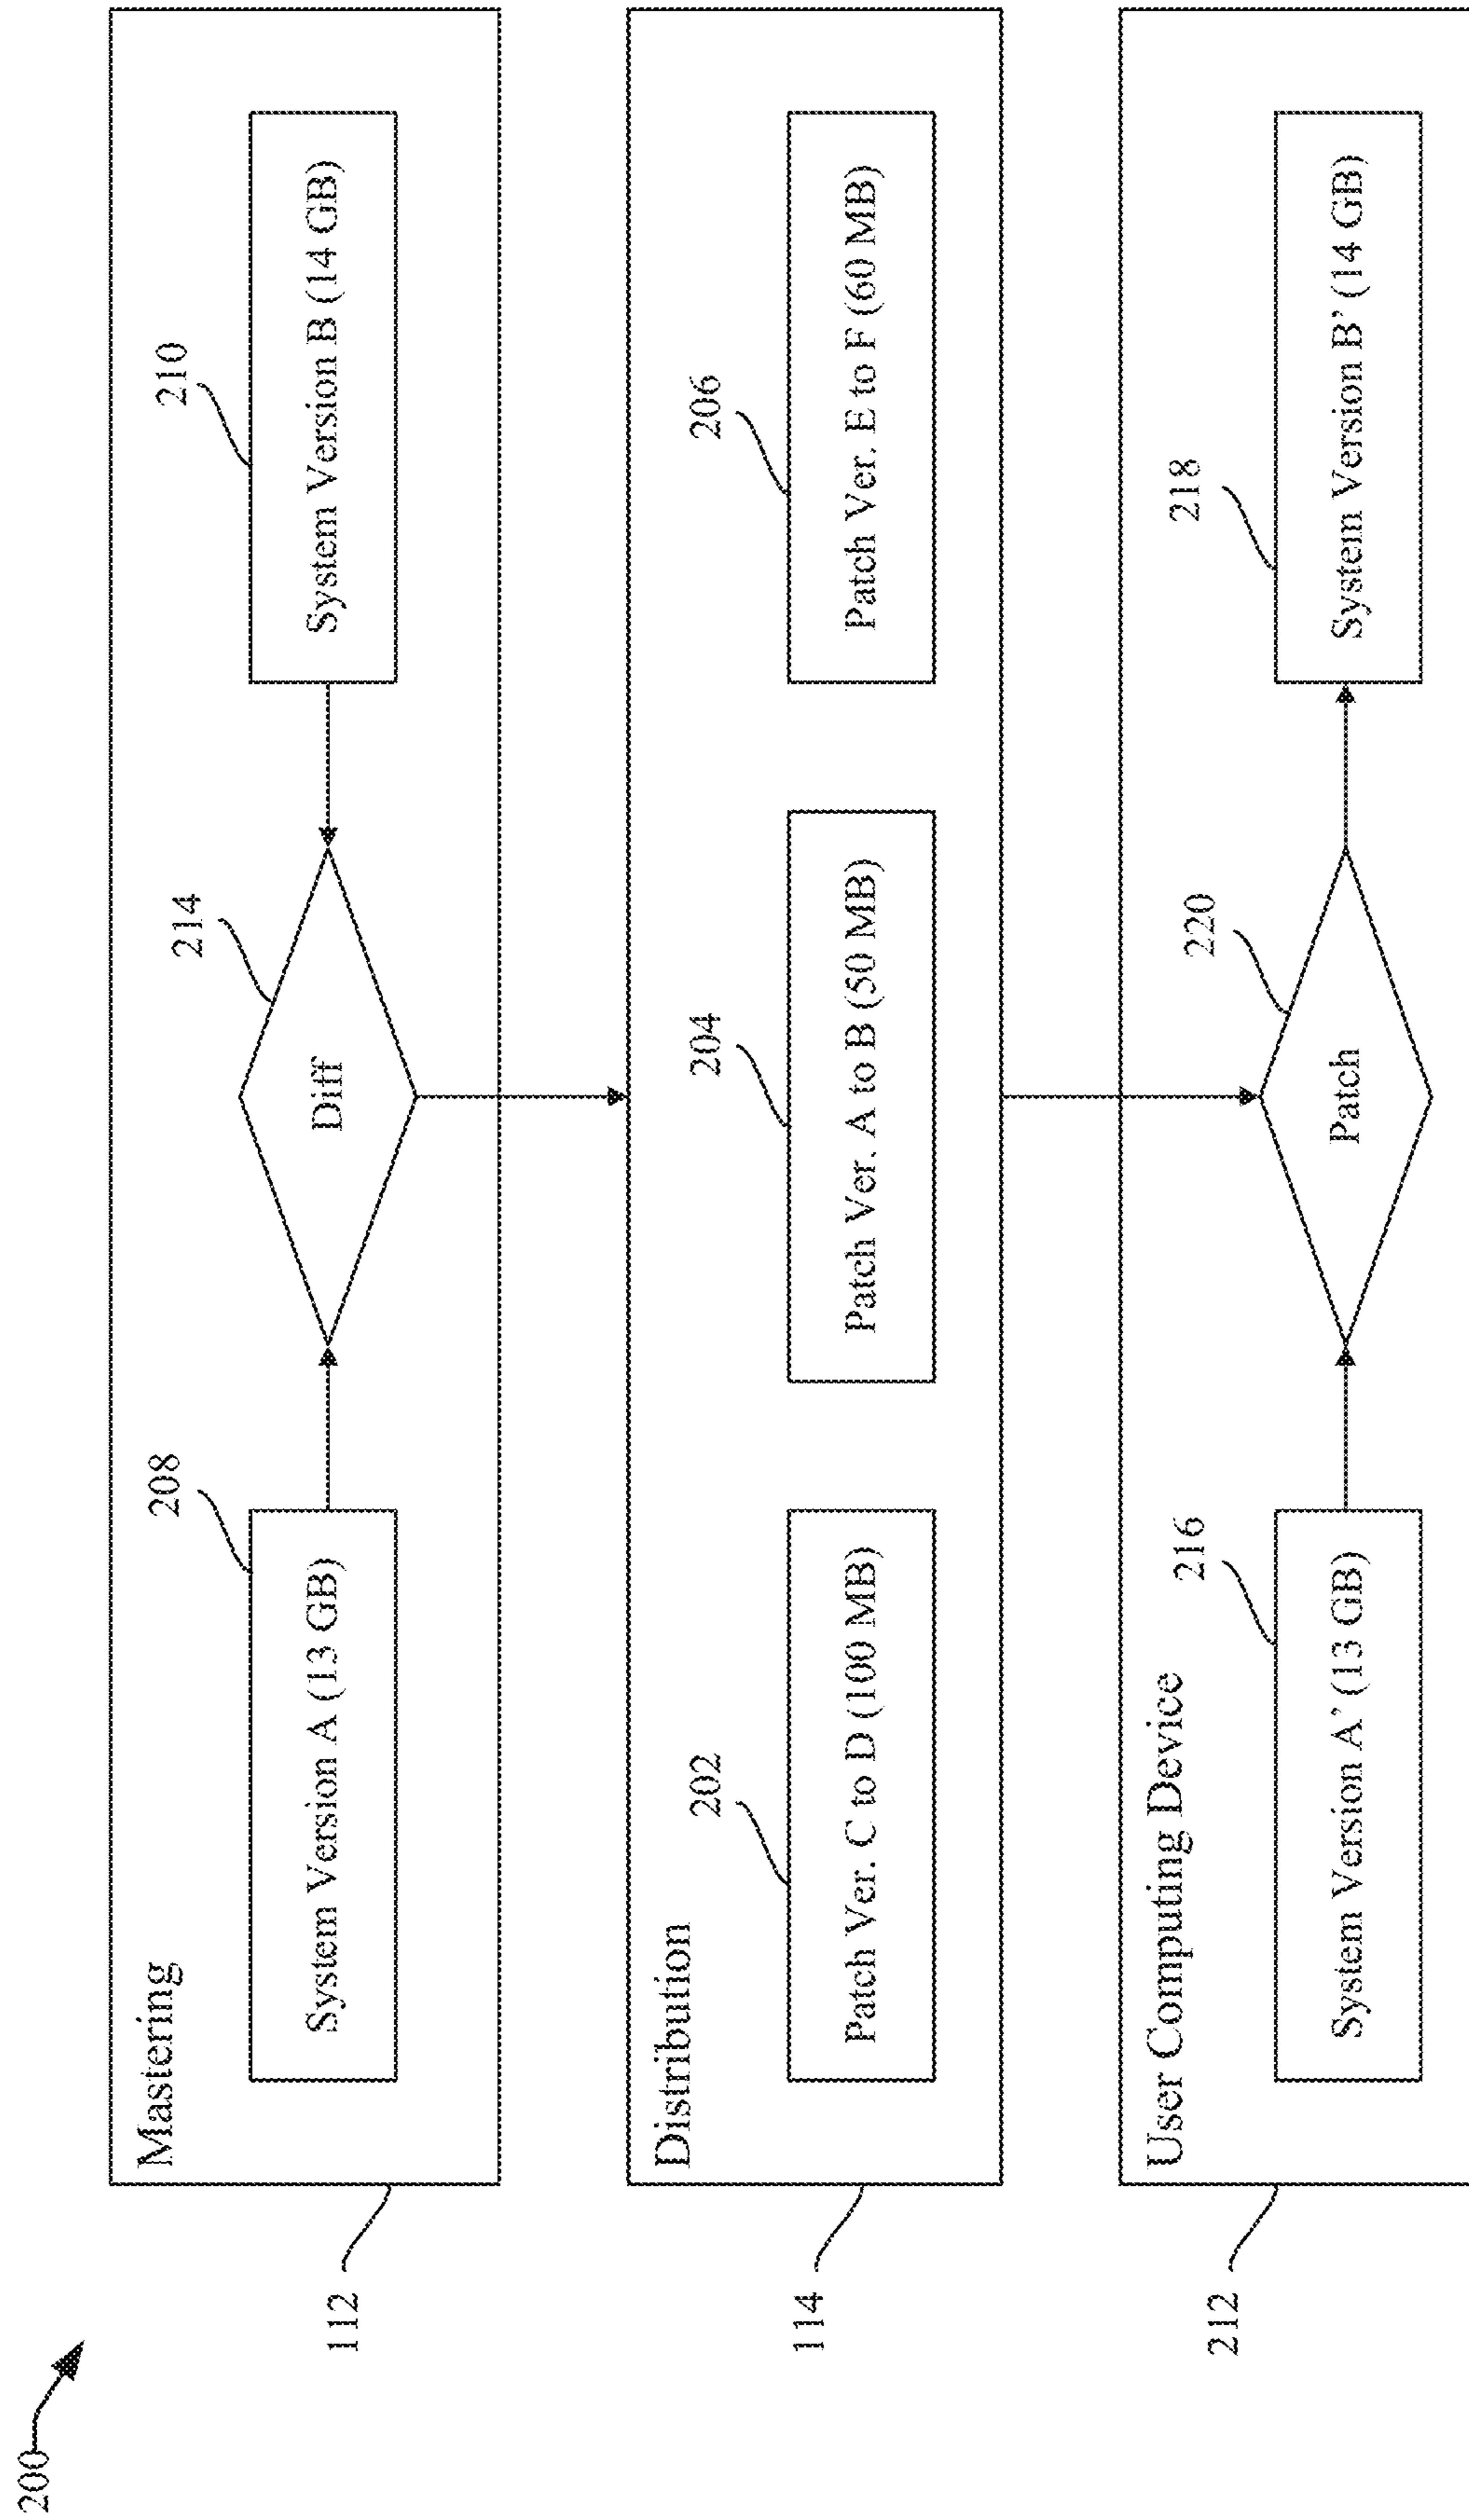 200
112
Mastering
208
System Version A (13 GB)
214
Diff
210
System Version B (14 GB)
114
Distribution
202
Patch Ver. C to D (100 MB)
204
Patch Ver. A to B (50 MB)
206
Patch Ver. E to F (60 MB)
212
User Computing Device
216
System Version A’ (13 GB)
220
Patch
218
System Version B’ (14 GB)